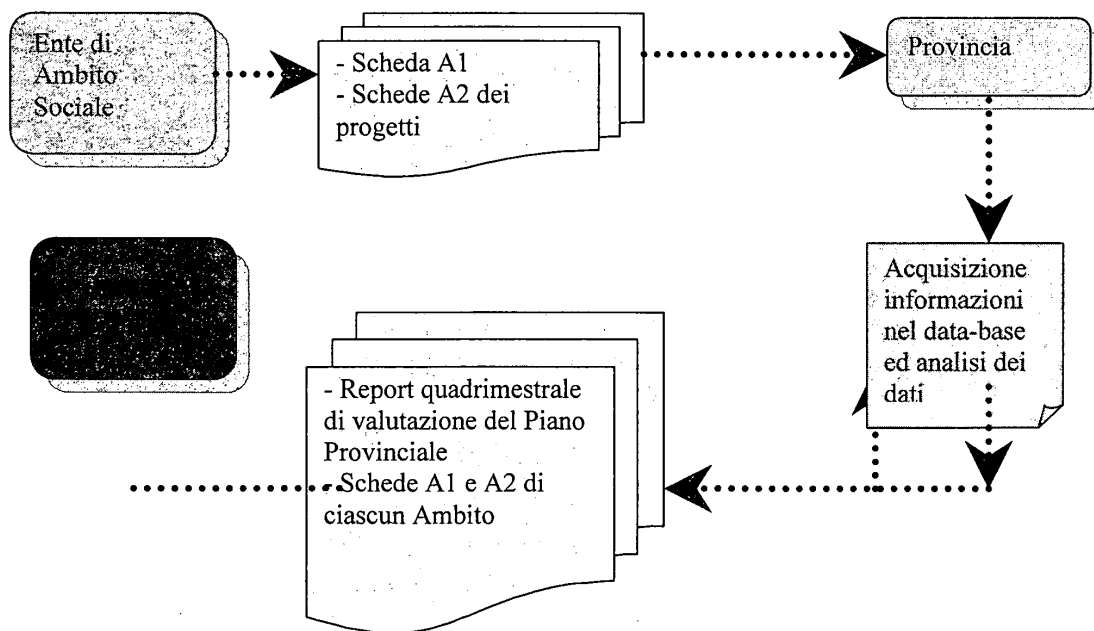 Ente di
Ambito
Sociale
- Scheda A1
- Schede A2 dei
progetti
Provincia
Acquisizione
informazioni
nel data-base
ed analisi dei
dati
- Report quadrimestrale
di valutazione del Piano
Provinciale
- Schede A1 e A2 di
ciascun Ambito